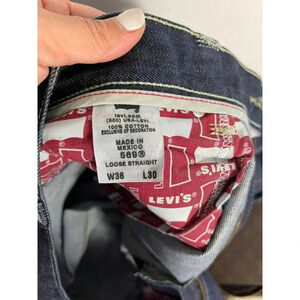 levi.com
(800) USA-LEVI
100% COTTON
EXCLUSIVE OF DECORATION
MADE IN
MEXICO
569®
LOOSE STRAIGHT
W36 L30
LEVI'S